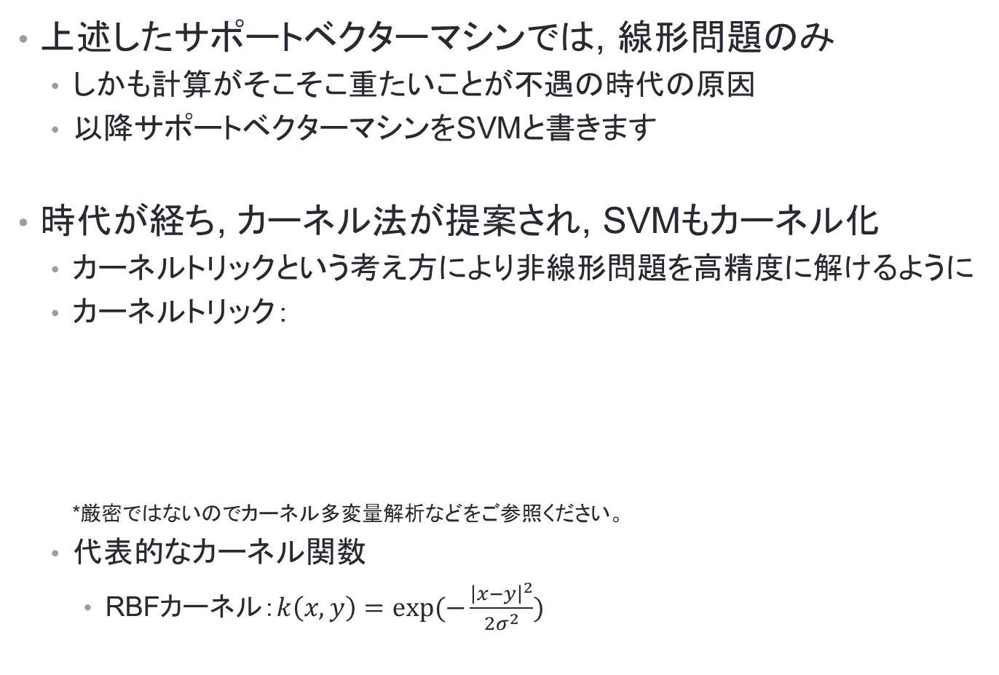 • 上述したサポートベクターマシンでは, 線形問題のみ
• しかも計算がそこそこ重たいことが不遇の時代の原因
• 以降サポートベクターマシンをSVMと書きます
• 時代が経ち, カーネル法が提案され, SVMもカーネル化
• カーネルトリックという考え方により非線形問題を高精度に解けるように
• カーネルトリック：
*厳密ではないのでカーネル多変量解析などをご参照ください。
• 代表的なカーネル関数
• RBFカーネル：k(x, y) = exp(−|x−y|²/2σ²)